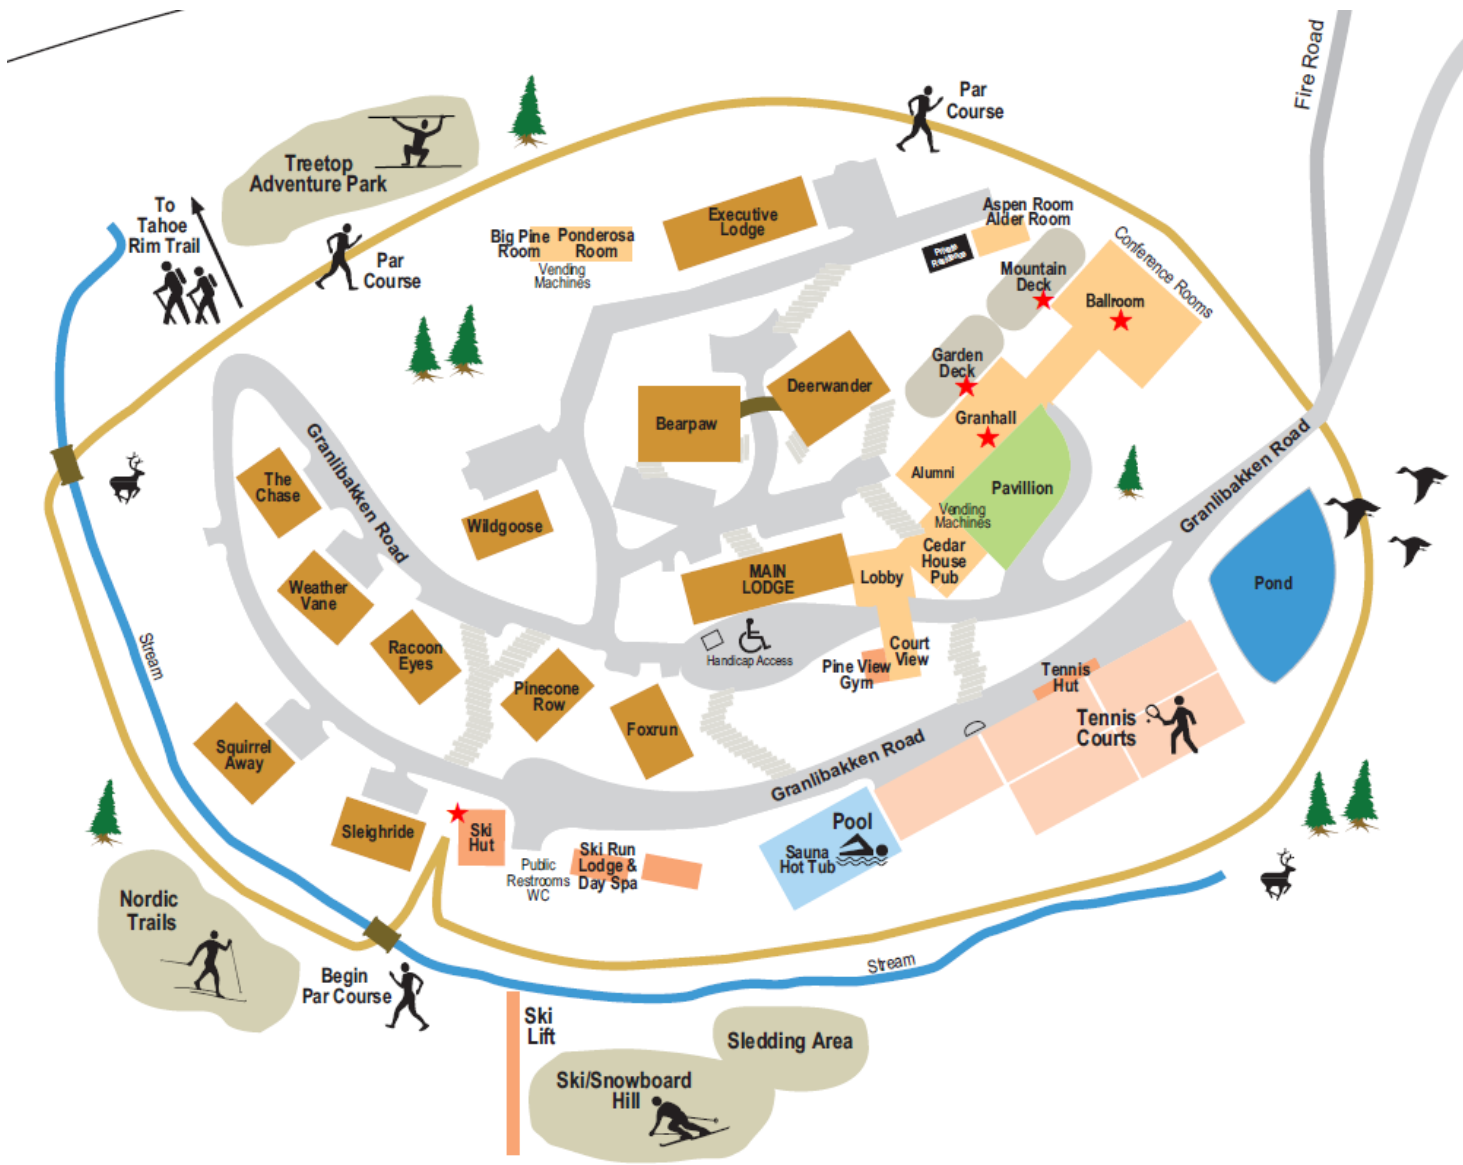 Fire Road
Par
Course
Treetop
Adventure Park
To
Tahoe
Rim Trail
Par
Course
Big Pine
Room
Ponderosa
Room
Vending
Machines
Executive
Lodge
Aspen Room
Alder Room
Private
Residence
Mountain
Deck
Conference Rooms
Ballroom
Garden
Deck
Deerwander
Bearpaw
Granhall
Alumni
Pavillion
Vending
Machines
Cedar
House
Pub
Granlibakken Road
Granlibakken Road
The
Chase
Wildgoose
MAIN
LODGE
Lobby
Pond
Weather
Vane
Racoon
Eyes
Handicap Access
Court
View
Pine View
Gym
Tennis
Hut
Tennis
Courts
Stream
Pinecone
Row
Foxrun
Squirrel
Away
Granlibakken Road
Sleighride
Ski
Hut
Pool
Sauna
Hot Tub
Public
Restrooms
WC
Ski Run
Lodge &
Day Spa
Nordic
Trails
Begin
Par Course
Stream
Ski
Lift
Sledding Area
Ski/Snowboard
Hill